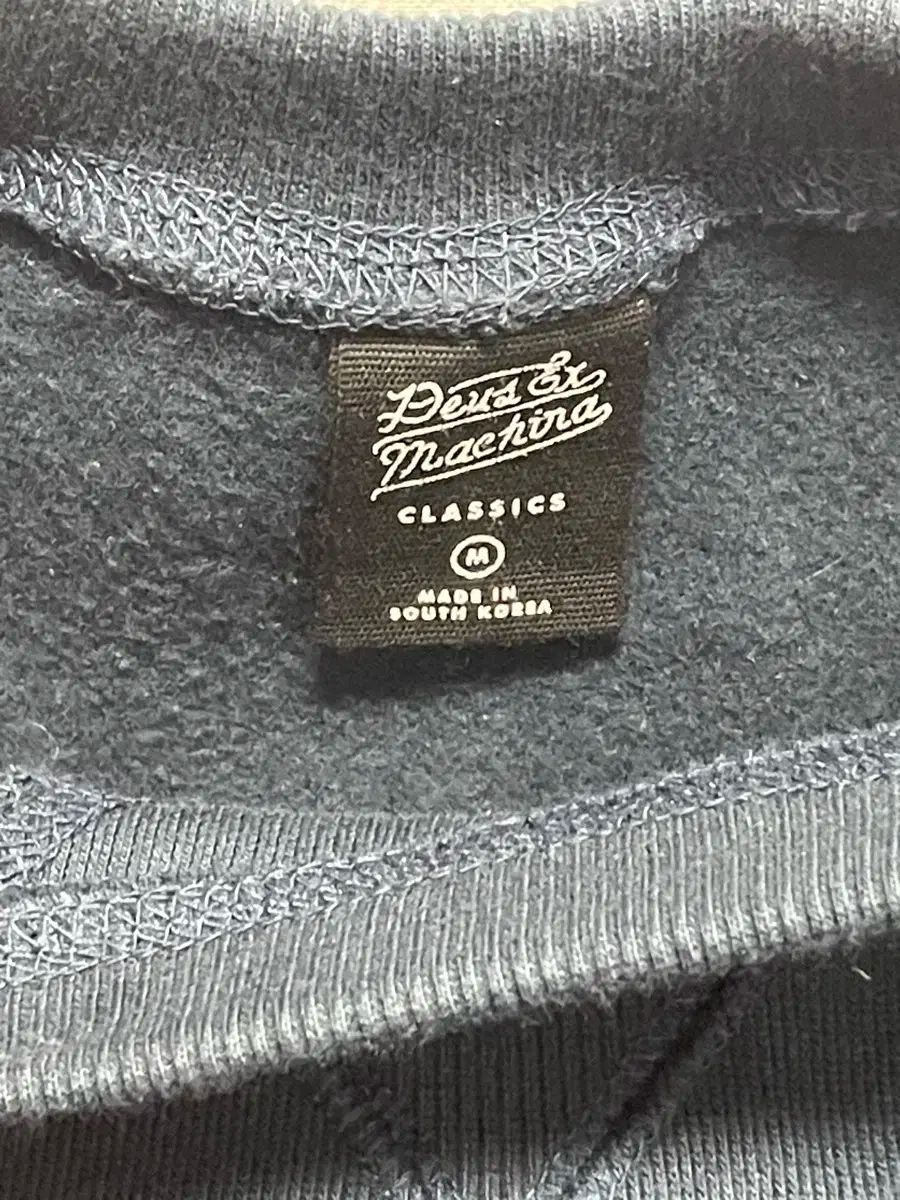 Deus Ex
Machina
CLASSICS
M
MADE IN
SOUTH KOREA